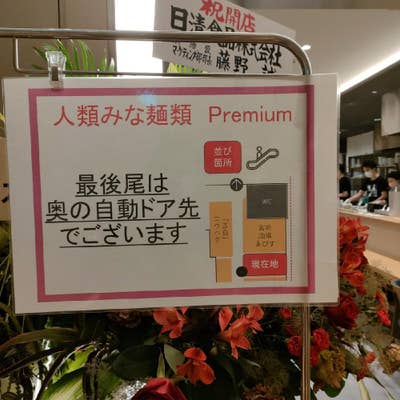 祝開店
日清食品株式会社
藤野 誠
人類みな麺類 Premium
最後尾は
奥の自動ドア先
でございます
並び
箇所
WC
現在地